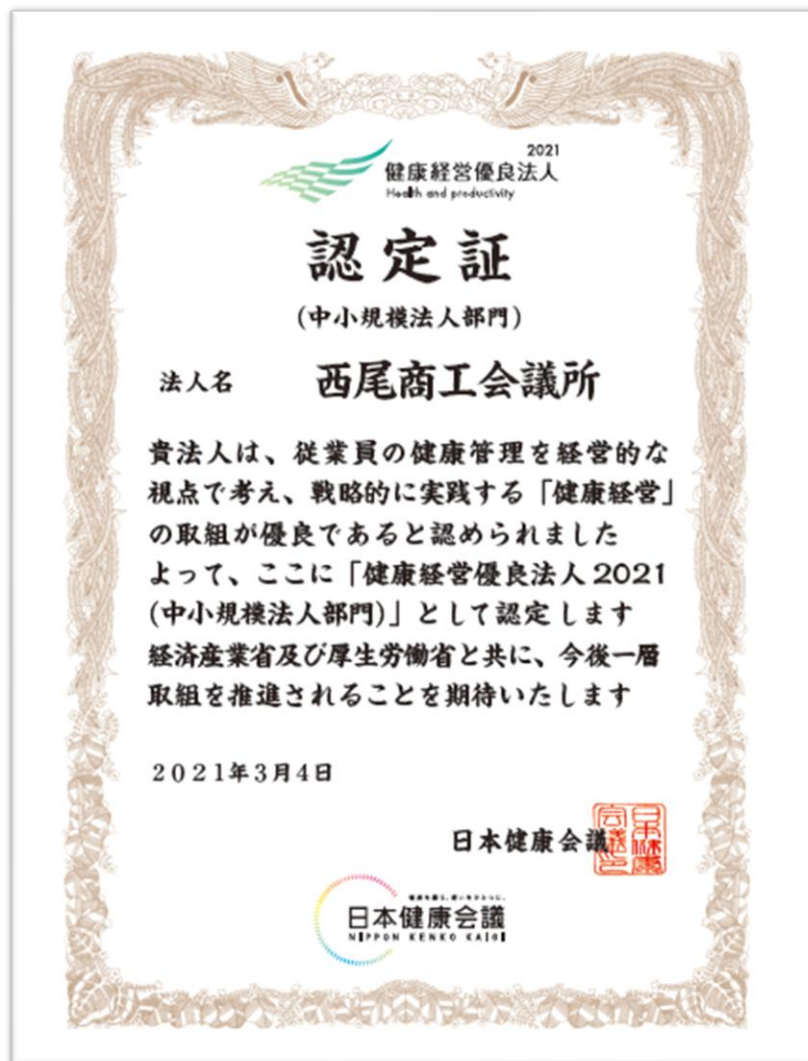 2021
健康経営優良法人
Health and productivity
認定証
(中小規模法人部門)
法人名 西尾商工会議所
貴法人は、従業員の健康管理を経営的な
視点で考え、戦略的に実践する「健康経営」
の取組が優良であると認められました
よって、ここに「健康経営優良法人2021
(中小規模法人部門)」として認定します
経済産業省及び厚生労働省と共に、今後一層
取組を推進されることを期待いたします
2021年3月4日
日本健康会議
日本健康会議
NIPPON KENKO KAIGI